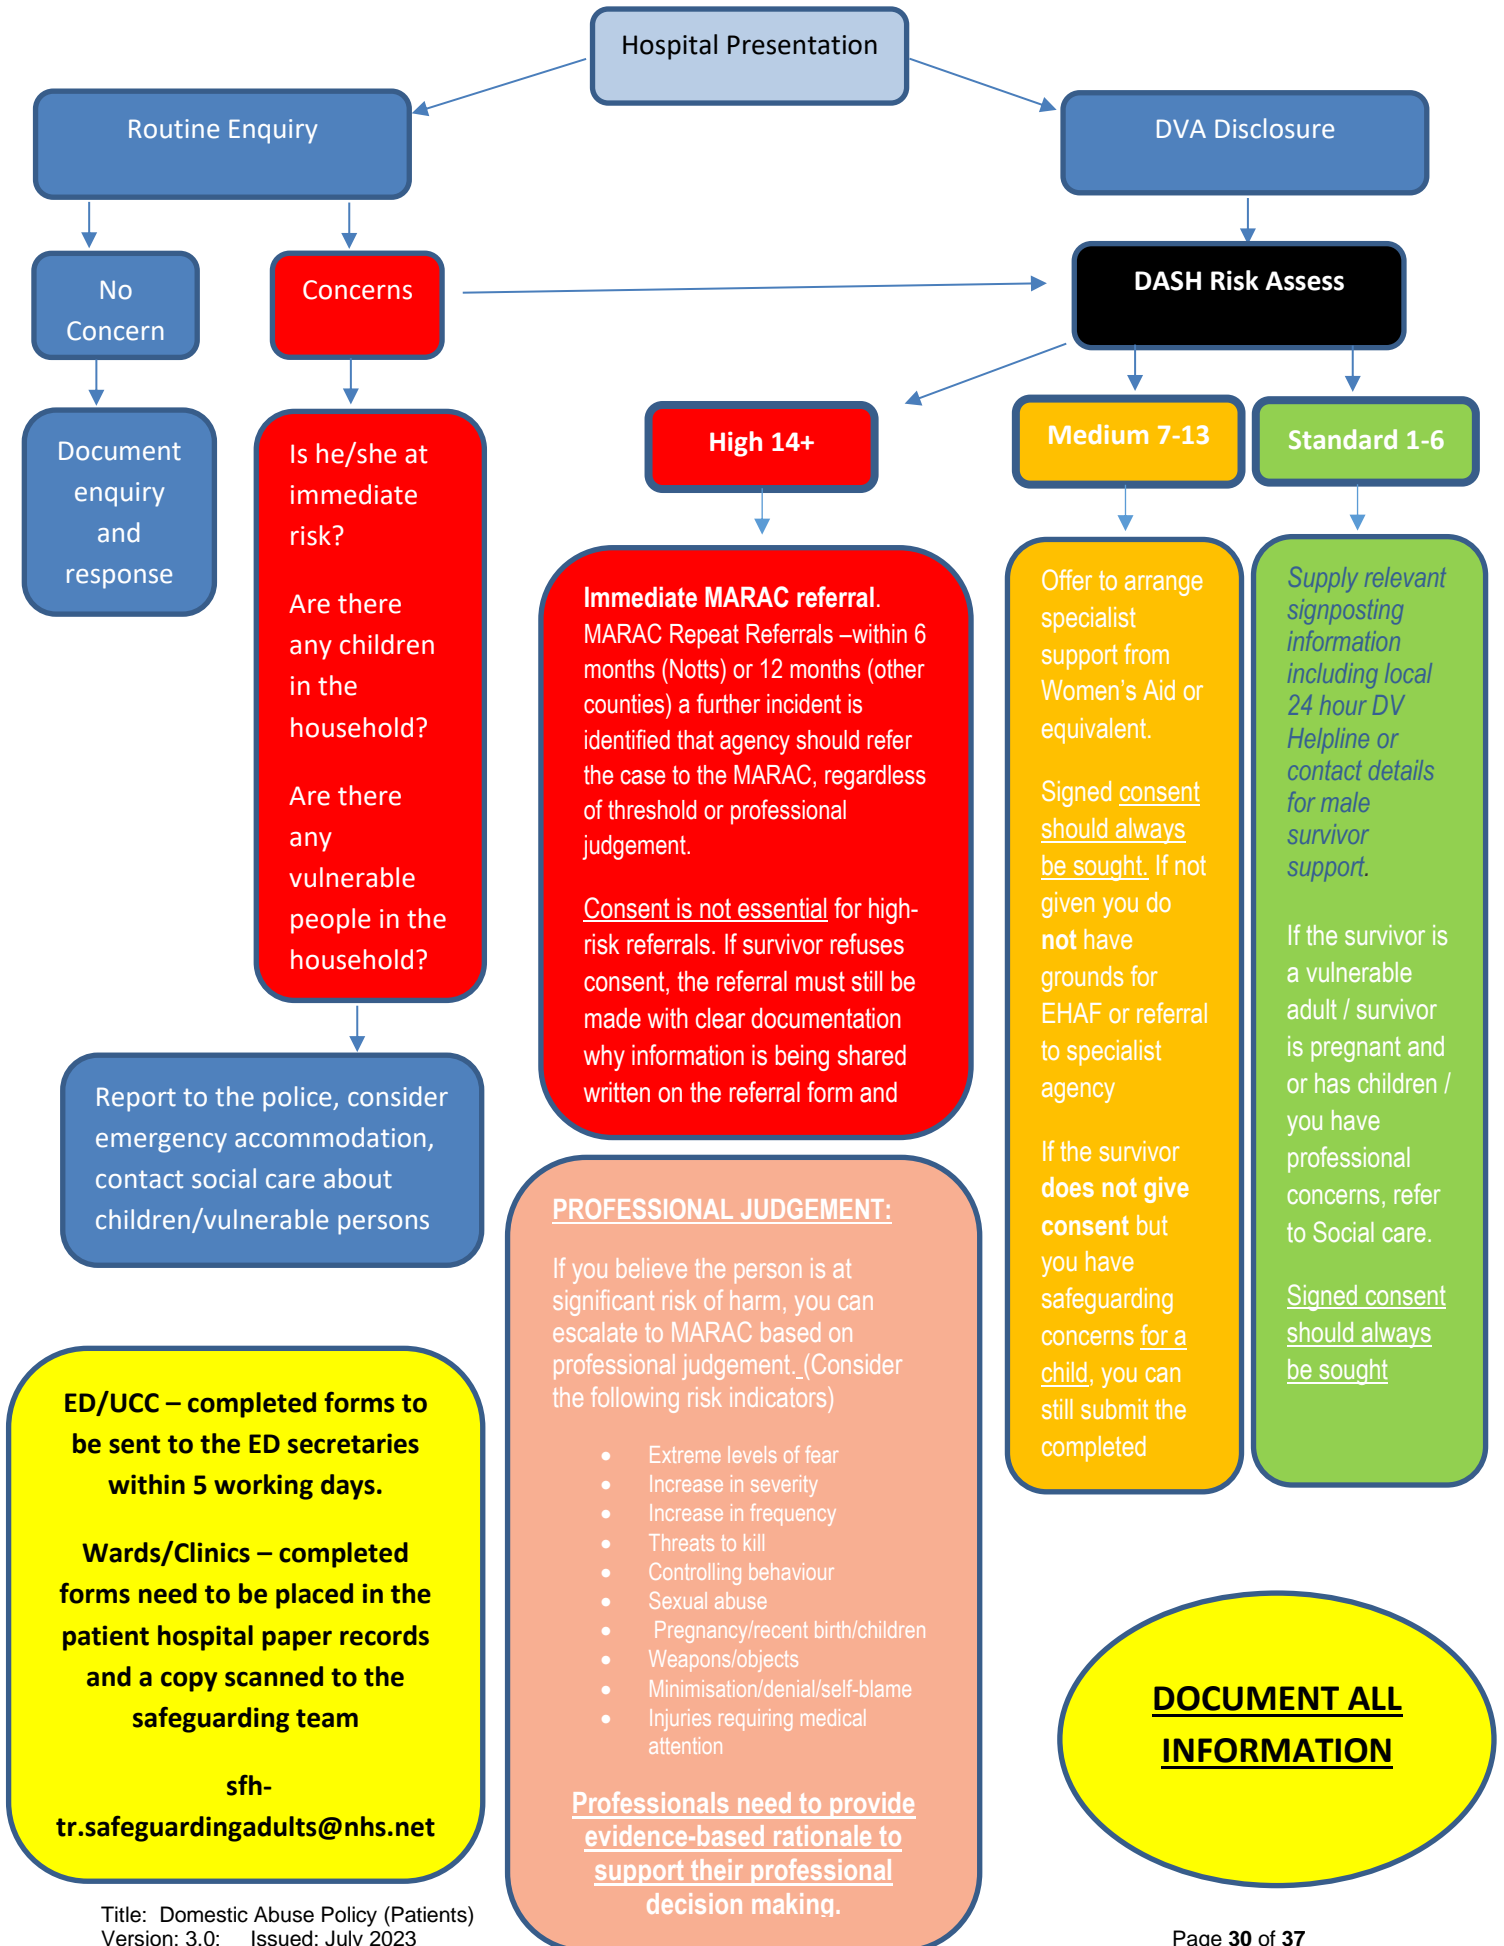 Hospital Presentation
Routine Enquiry
DVA Disclosure
No
Concern
Concerns
DASH Risk Assess
Document
enquiry
and
response
Is he/she at
immediate
risk?
Are there
any children
in the
household?
Are there
any
vulnerable
people in the
household?
Report to the police, consider
emergency accommodation,
contact social care about
children/vulnerable persons
High 14+
Medium 7-13
Standard 1-6
Immediate MARAC referral.
MARAC Repeat Referrals –within 6
months (Notts) or 12 months (other
counties) a further incident is
identified that agency should refer
the case to the MARAC, regardless
of threshold or professional
judgement.
Consent is not essential for high-
risk referrals. If survivor refuses
consent, the referral must still be
made with clear documentation
why information is being shared
written on the referral form and
Offer to arrange
specialist
support from
Women’s Aid or
equivalent.
Signed consent
should always
be sought. If not
given you do
not have
grounds for
EHAF or referral
to specialist
agency
If the survivor
does not give
consent but
you have
safeguarding
concerns for a
child, you can
still submit the
completed
Supply relevant
signposting
information
including local
24 hour DV
Helpline or
contact details
for male
survivor
support.
If the survivor is
a vulnerable
adult / survivor
is pregnant and
or has children /
you have
professional
concerns, refer
to Social care.
Signed consent
should always
be sought
PROFESSIONAL JUDGEMENT:
If you believe the person is at
significant risk of harm, you can
escalate to MARAC based on
professional judgement. (Consider
the following risk indicators)
• Extreme levels of fear
• Increase in severity
• Increase in frequency
• Threats to kill
• Controlling behaviour
• Sexual abuse
• Pregnancy/recent birth/children
• Weapons/objects
• Minimisation/denial/self-blame
• Injuries requiring medical
attention
Professionals need to provide
evidence-based rationale to
support their professional
decision making.
ED/UCC – completed forms to
be sent to the ED secretaries
within 5 working days.
Wards/Clinics – completed
forms need to be placed in the
patient hospital paper records
and a copy scanned to the
safeguarding team
sfh-
tr.safeguardingadults@nhs.net
DOCUMENT ALL
INFORMATION
Title: Domestic Abuse Policy (Patients)
Version: 3.0: Issued: July 2023
Page 30 of 37